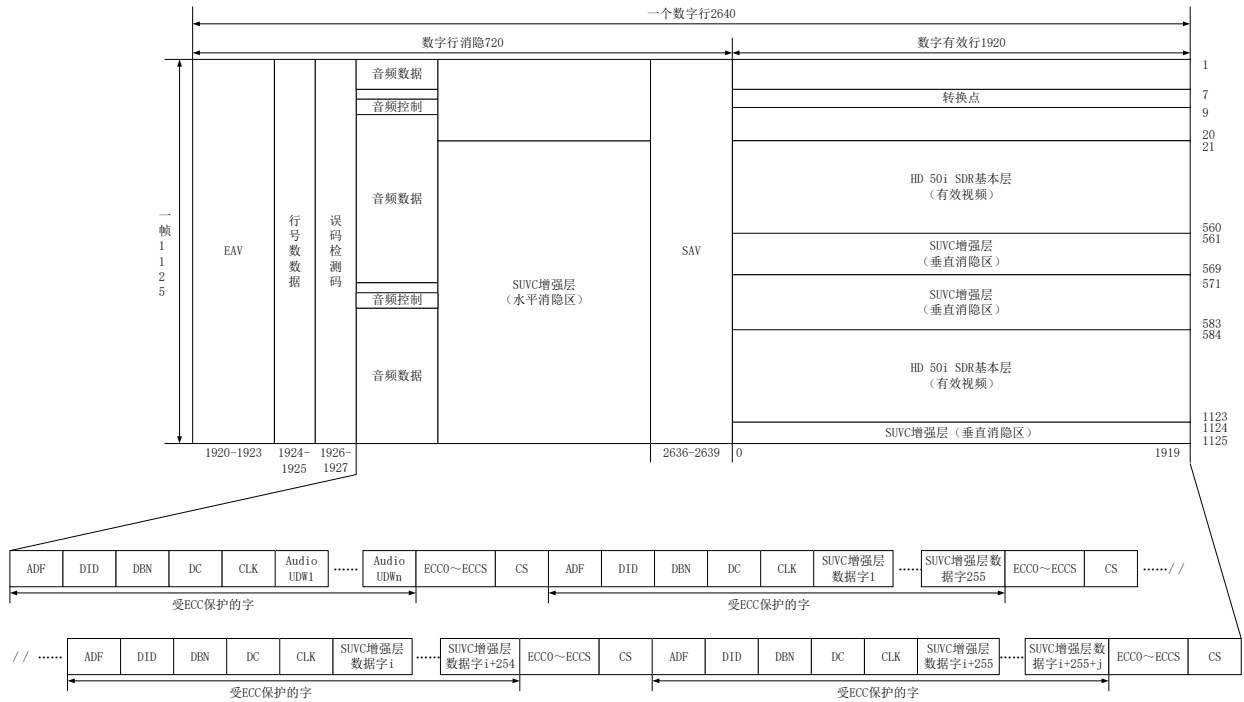 一个数字行2640
数字行消隐720
数字有效行1920
一帧1125
EAV
行号数数据
误码检测码
音频数据
音频控制
音频数据
音频控制
音频数据
SUVC增强层
（水平消隐区）
SAV
转换点
HD 50i SDR基本层
（有效视频）
SUVC增强层
（垂直消隐区）
SUVC增强层
（垂直消隐区）
HD 50i SDR基本层
（有效视频）
SUVC增强层（垂直消隐区）
1
7
9
20
21
560
561
569
571
583
584
1123
1124
1125
1920-1923
1924-
1925
1926-
1927
2636-2639
0
1919
ADF
DID
DBN
DC
CLK
Audio
UDW1
……
Audio
UDWn
ECC0～ECC5
CS
ADF
DID
DBN
DC
CLK
SUVC增强层
数据字1
……
SUVC增强层数
据字255
ECC0～ECC5
CS
……//
受ECC保护的字
受ECC保护的字
// ……
ADF
DID
DBN
DC
CLK
SUVC增强层
数据字i
……
SUVC增强层
数据字i+254
ECC0～ECC5
CS
ADF
DID
DBN
DC
CLK
SUVC增强层
数据字i+255
……
SUVC增强层数
据字i+255+j
ECC0～ECC5
CS
受ECC保护的字
受ECC保护的字